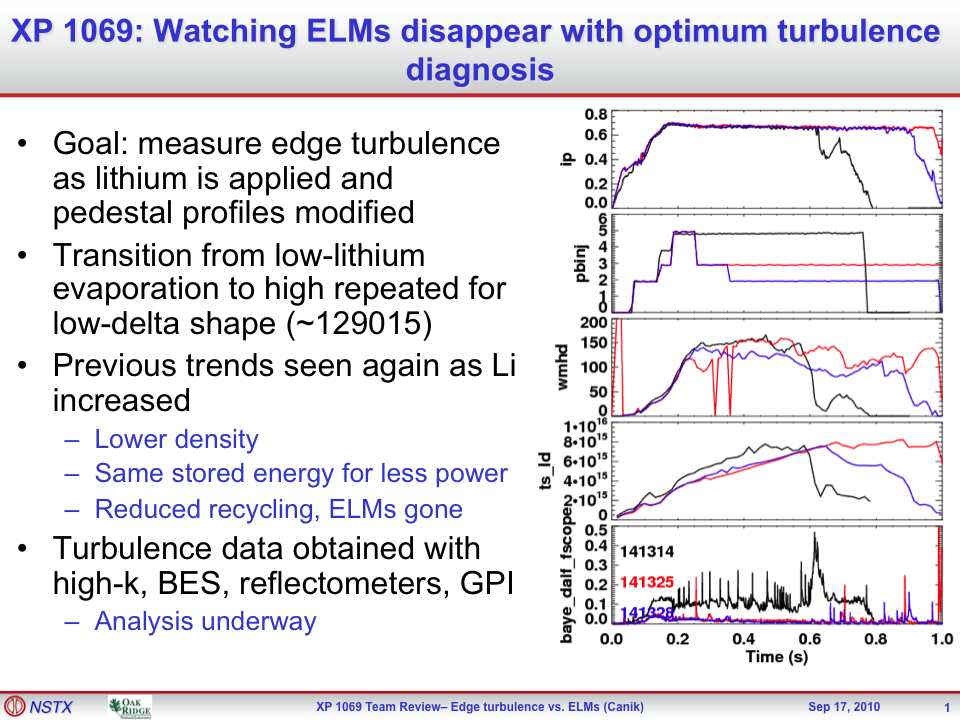 XP 1069: Watching ELMs disappear with optimum turbulence
diagnosis
• Goal: measure edge turbulence
as lithium is applied and
pedestal profiles modified
• Transition from low-lithium
evaporation to high repeated for
low-delta shape (~129015)
• Previous trends seen again as Li
increased
– Lower density
– Same stored energy for less power
– Reduced recycling, ELMs gone
• Turbulence data obtained with
high-k, BES, reflectometers, GPI
– Analysis underway
ip
0.8
0.6
0.4
0.2
0.0
pbinj
6
5
4
3
2
1
0
wmhd
200
150
100
50
0
ts_ld
1•10¹⁶
8•10¹⁵
6•10¹⁵
4•10¹⁵
2•10¹⁵
0
baye_dalf_fscope
0.5
0.4
0.3
0.2
0.1
0.0
141314
141325
141328
0.0 0.2 0.4 0.6 0.8 1.0
Time (s)
NSTX
OAK
RIDGE
XP 1069 Team Review– Edge turbulence vs. ELMs (Canik)
Sep 17, 2010
1